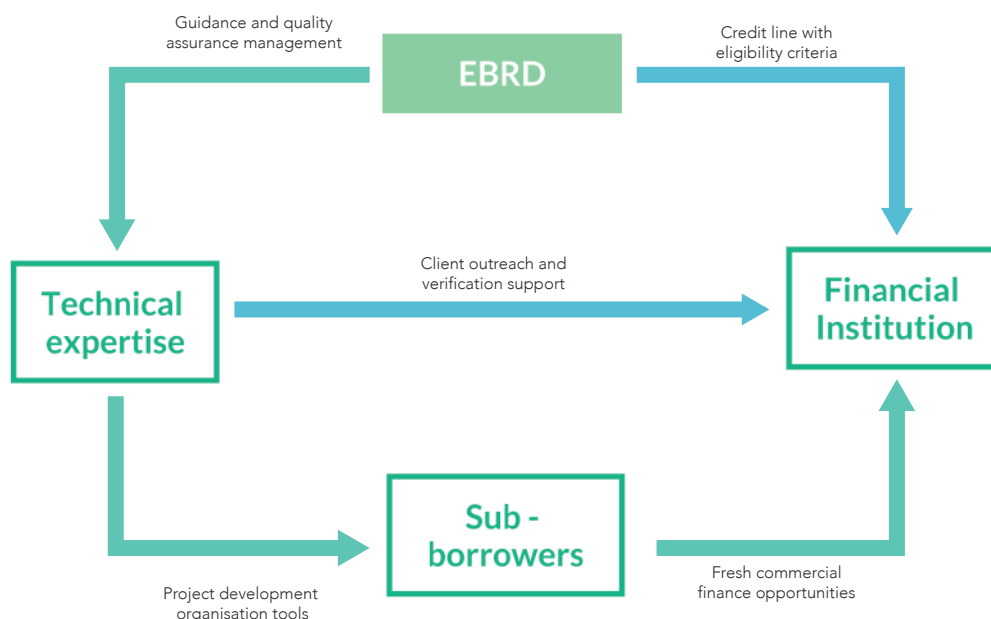 Guidance and quality
assurance management
EBRD
Credit line with
eligibility criteria
Technical
expertise
Client outreach and
verification support
Financial
Institution
Sub -
borrowers
Project development
organisation tools
Fresh commercial
finance opportunities